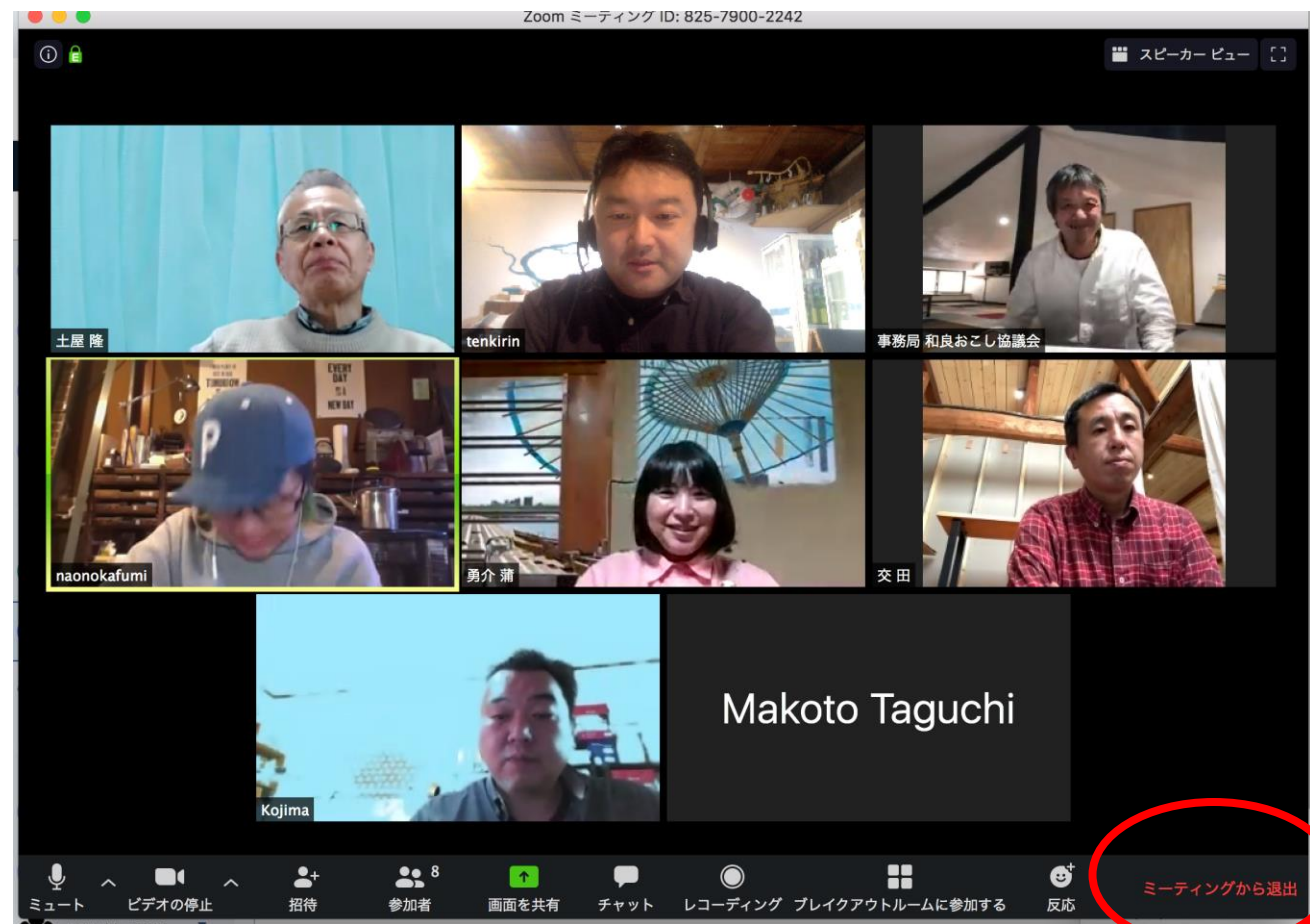 Zoom ミーティング ID: 825-7900-2242
スピーカー ビュー
土屋 隆
tenkirin
事務局 和良おこし協議会
TOMORROW
EVERY
DAY
IS A
NEW DAY
P
naonokafumi
勇介 蒲
交 田
Kojima
Makoto Taguchi
8
ミュート
ビデオの停止
招待
参加者
画面を共有
チャット
レコーディング
ブレイクアウトルームに参加する
反応
ミーティングから退出